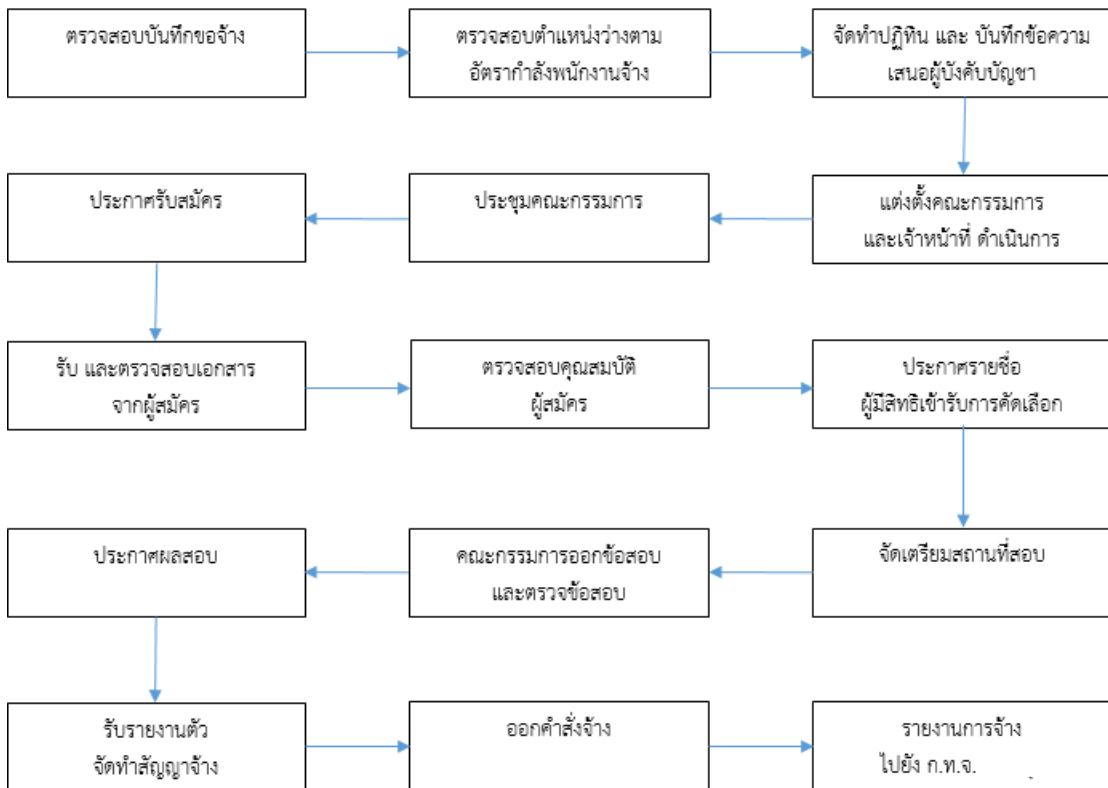 ตรวจสอบบันทึกขอจ้าง
ตรวจสอบตำแหน่งว่างตาม
อัตรากำลังพนักงานจ้าง
จัดทำปฏิทิน และ บันทึกข้อความ
เสนอผู้บังคับบัญชา
แต่งตั้งคณะกรรมการ
และเจ้าหน้าที่ ดำเนินการ
ประชุมคณะกรรมการ
ประกาศรับสมัคร
รับ และตรวจสอบเอกสาร
จากผู้สมัคร
ตรวจสอบคุณสมบัติ
ผู้สมัคร
ประกาศรายชื่อ
ผู้มีสิทธิเข้ารับการคัดเลือก
จัดเตรียมสถานที่สอบ
คณะกรรมการออกข้อสอบ
และตรวจข้อสอบ
ประกาศผลสอบ
รับรายงานตัว
จัดทำสัญญาจ้าง
ออกคำสั่งจ้าง
รายงานการจ้าง
ไปยัง ก.ท.จ.